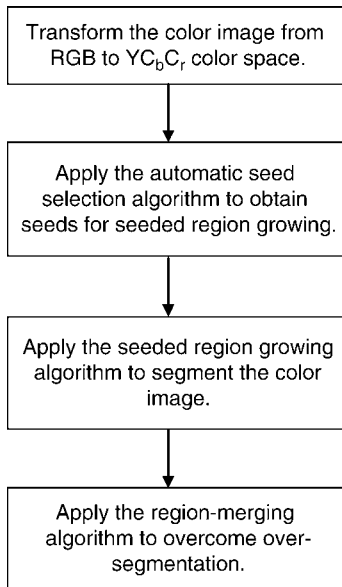 Transform the color image from
RGB to YCbCr color space.
Apply the automatic seed
selection algorithm to obtain
seeds for seeded region growing.
Apply the seeded region growing
algorithm to segment the color
image.
Apply the region-merging
algorithm to overcome over-
segmentation.